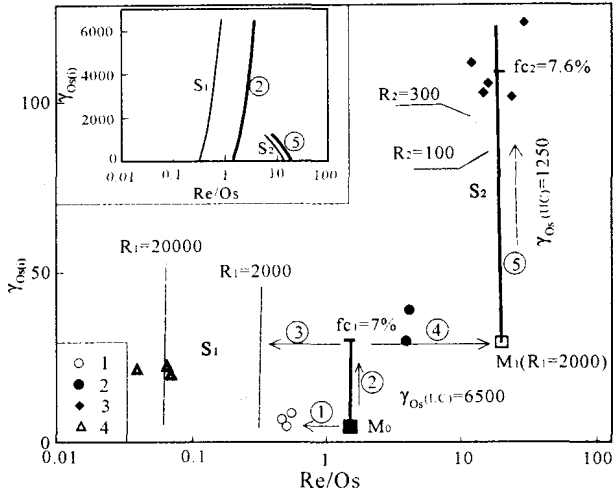 6000
4000
2000
0
γOs(i)
S1
②
S2
⑤
0.01 0.1 1 10 100
Re/Os
100
50
0
γOs(i)
fc2=7.6%
R2=300
R2=100
S2
γOs(UC)=1250
⑤
R1=20000
R1=2000
S1
fc1=7%
③
④
M1(R1=2000)
②
γOs(LC)=6500
①
M0
1
2
3
4
0.01 0.1 1 10 100
Re/Os